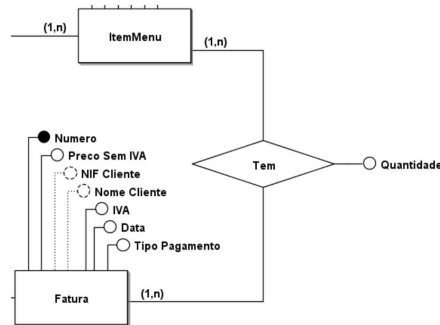 (1,n)
ItemMenu
(1,n)
Numero
Preco Sem IVA
NIF Cliente
Nome Cliente
IVA
Data
Tipo Pagamento
Tem
Quantidade
Fatura
(1,n)